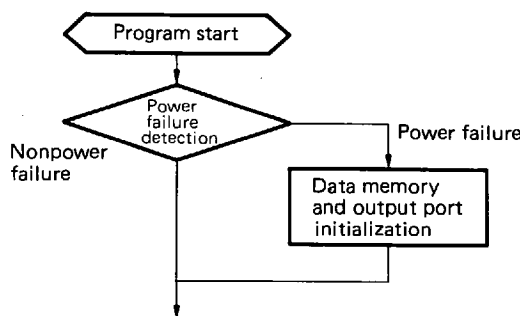 Program start
Power
failure
detection
Nonpower
failure
Power failure
Data memory
and output port
initialization